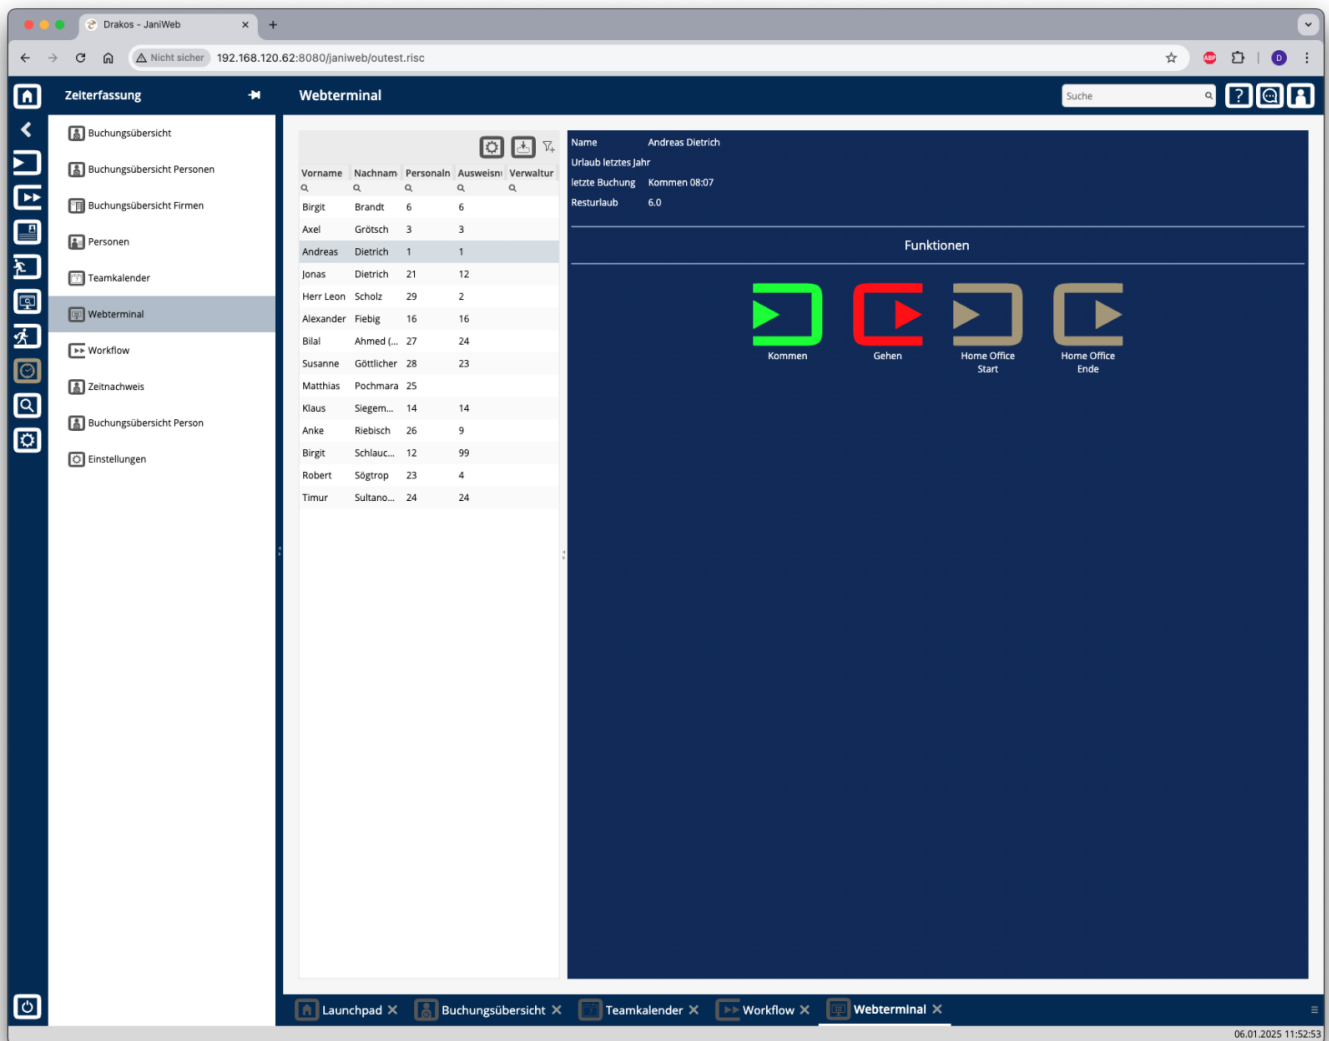 Drakos - JaniWeb
Nicht sicher 192.168.120.62:8080/janiweb/outest.risc
ABP
D
Zeiterfassung
Webterminal
Suche
Buchungsübersicht
Buchungsübersicht Personen
Buchungsübersicht Firmen
Personen
Teamkalender
Webterminal
Workflow
Zeitnachweis
Buchungsübersicht Person
Einstellungen
Vorname Nachnam Personaln Ausweisn Verwaltur
Birgit Brandt 6 6
Axel Grötsch 3 3
Andreas Dietrich 1 1
Jonas Dietrich 21 12
Herr Leon Scholz 29 2
Alexander Fiebig 16 16
Bilal Ahmed (... 27 24
Susanne Göttlicher 28 23
Matthias Pochmara 25
Klaus Siegem... 14 14
Anke Riebisch 26 9
Birgit Schlauc... 12 99
Robert Sögtrop 23 4
Timur Sultano... 24 24
Name Andreas Dietrich
Urlaub letztes Jahr
letzte Buchung Kommen 08:07
Resturlaub 6.0
Funktionen
Kommen
Gehen
Home Office
Start
Home Office
Ende
Launchpad
Buchungsübersicht
Teamkalender
Workflow
Webterminal
06.01.2025 11:52:53